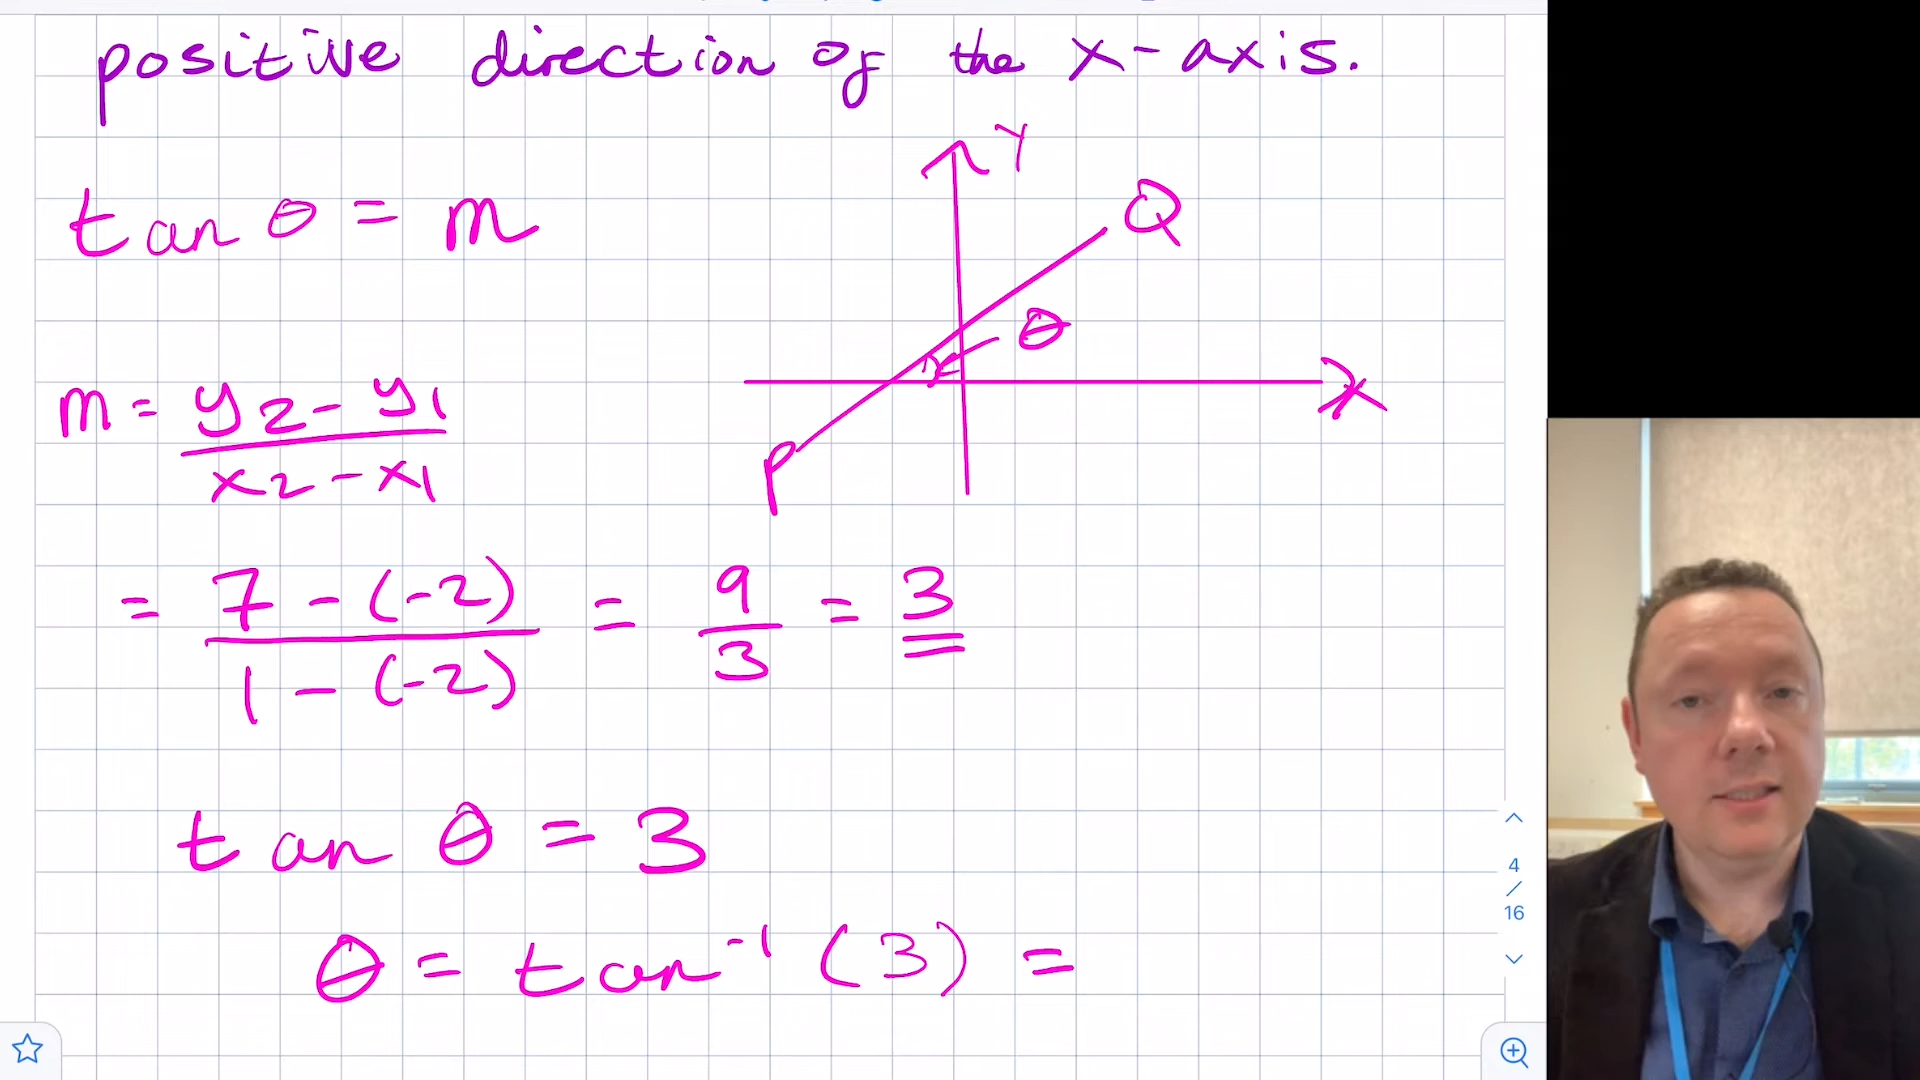 positive direction of the x-axis.
tan θ = m
Y
Q
θ
X
P
m = y2 - y1
x2 - x1
= 7 - (-2) = 9 = 3
1 - (-2) 3
tan θ = 3
4
/
16
θ = tan⁻¹ (3) =